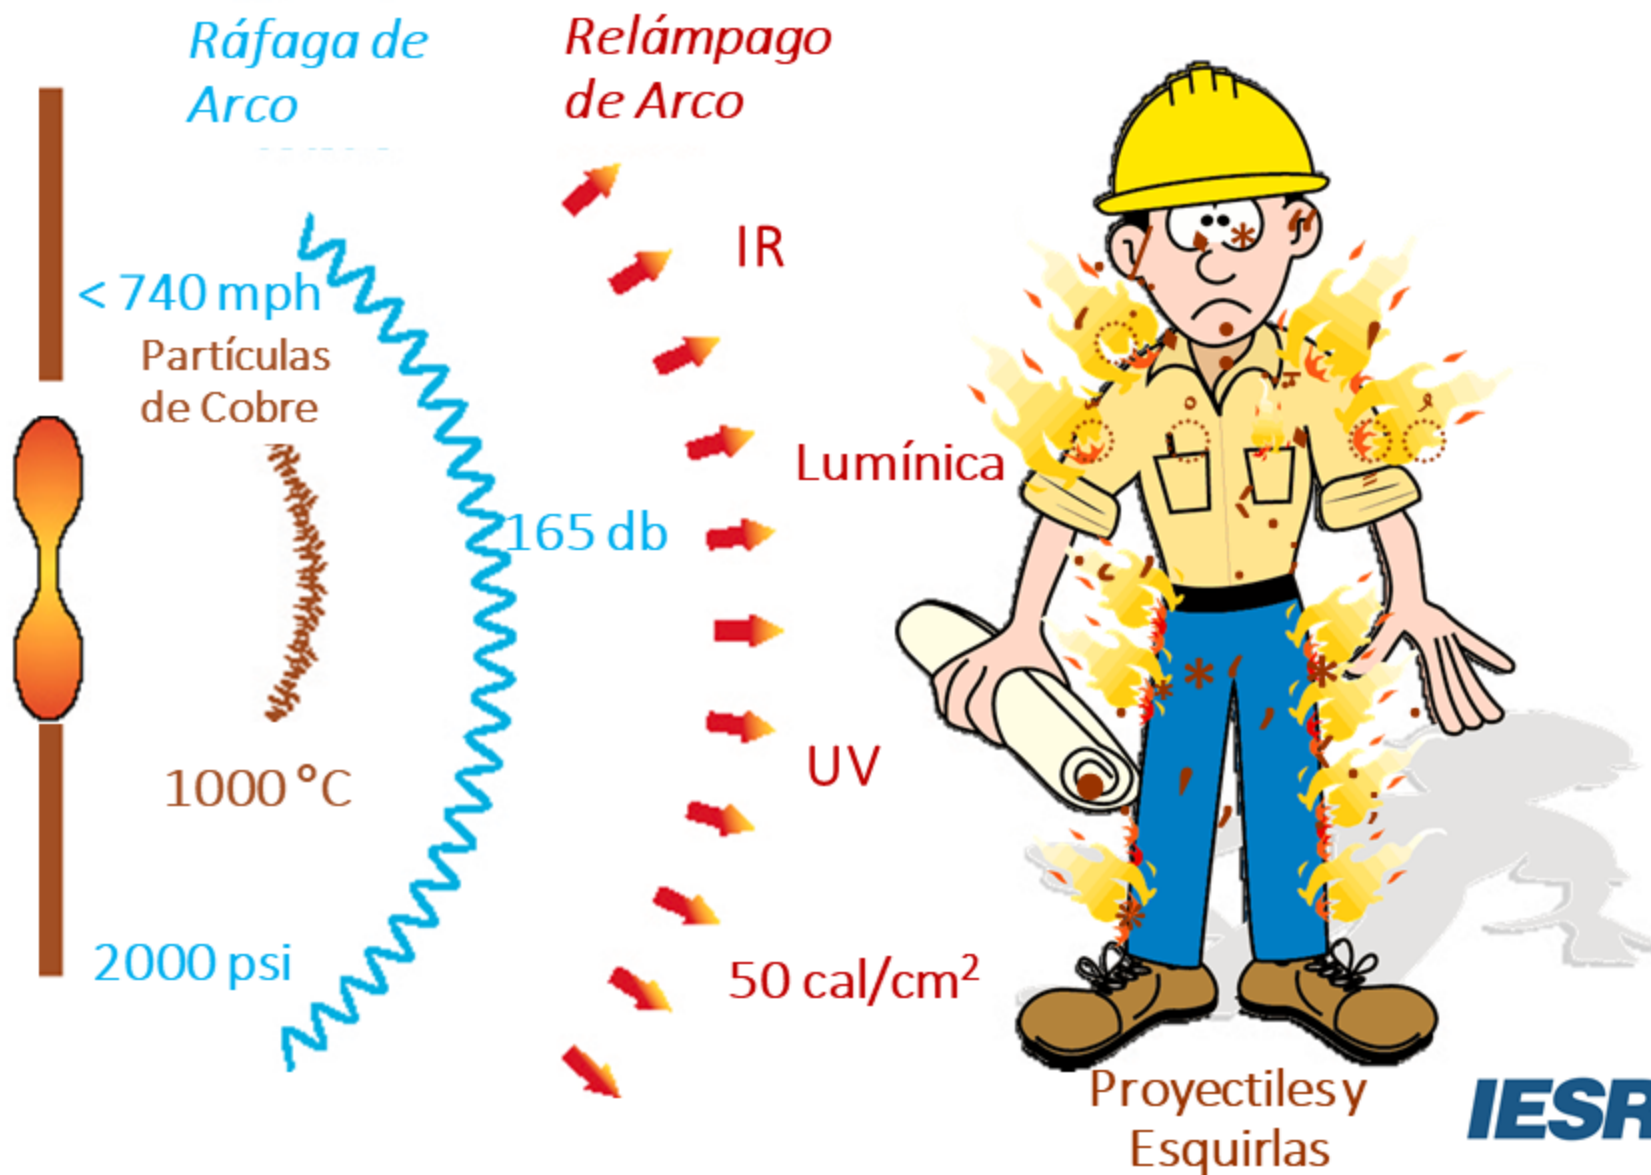 Ráfaga de
Arco
Relámpago
de Arco
IR
< 740 mph
Partículas
de Cobre
Lumínica
165 db
UV
1000 °C
2000 psi
50 cal/cm²
Proyectiles y
Esquirlas
IESR